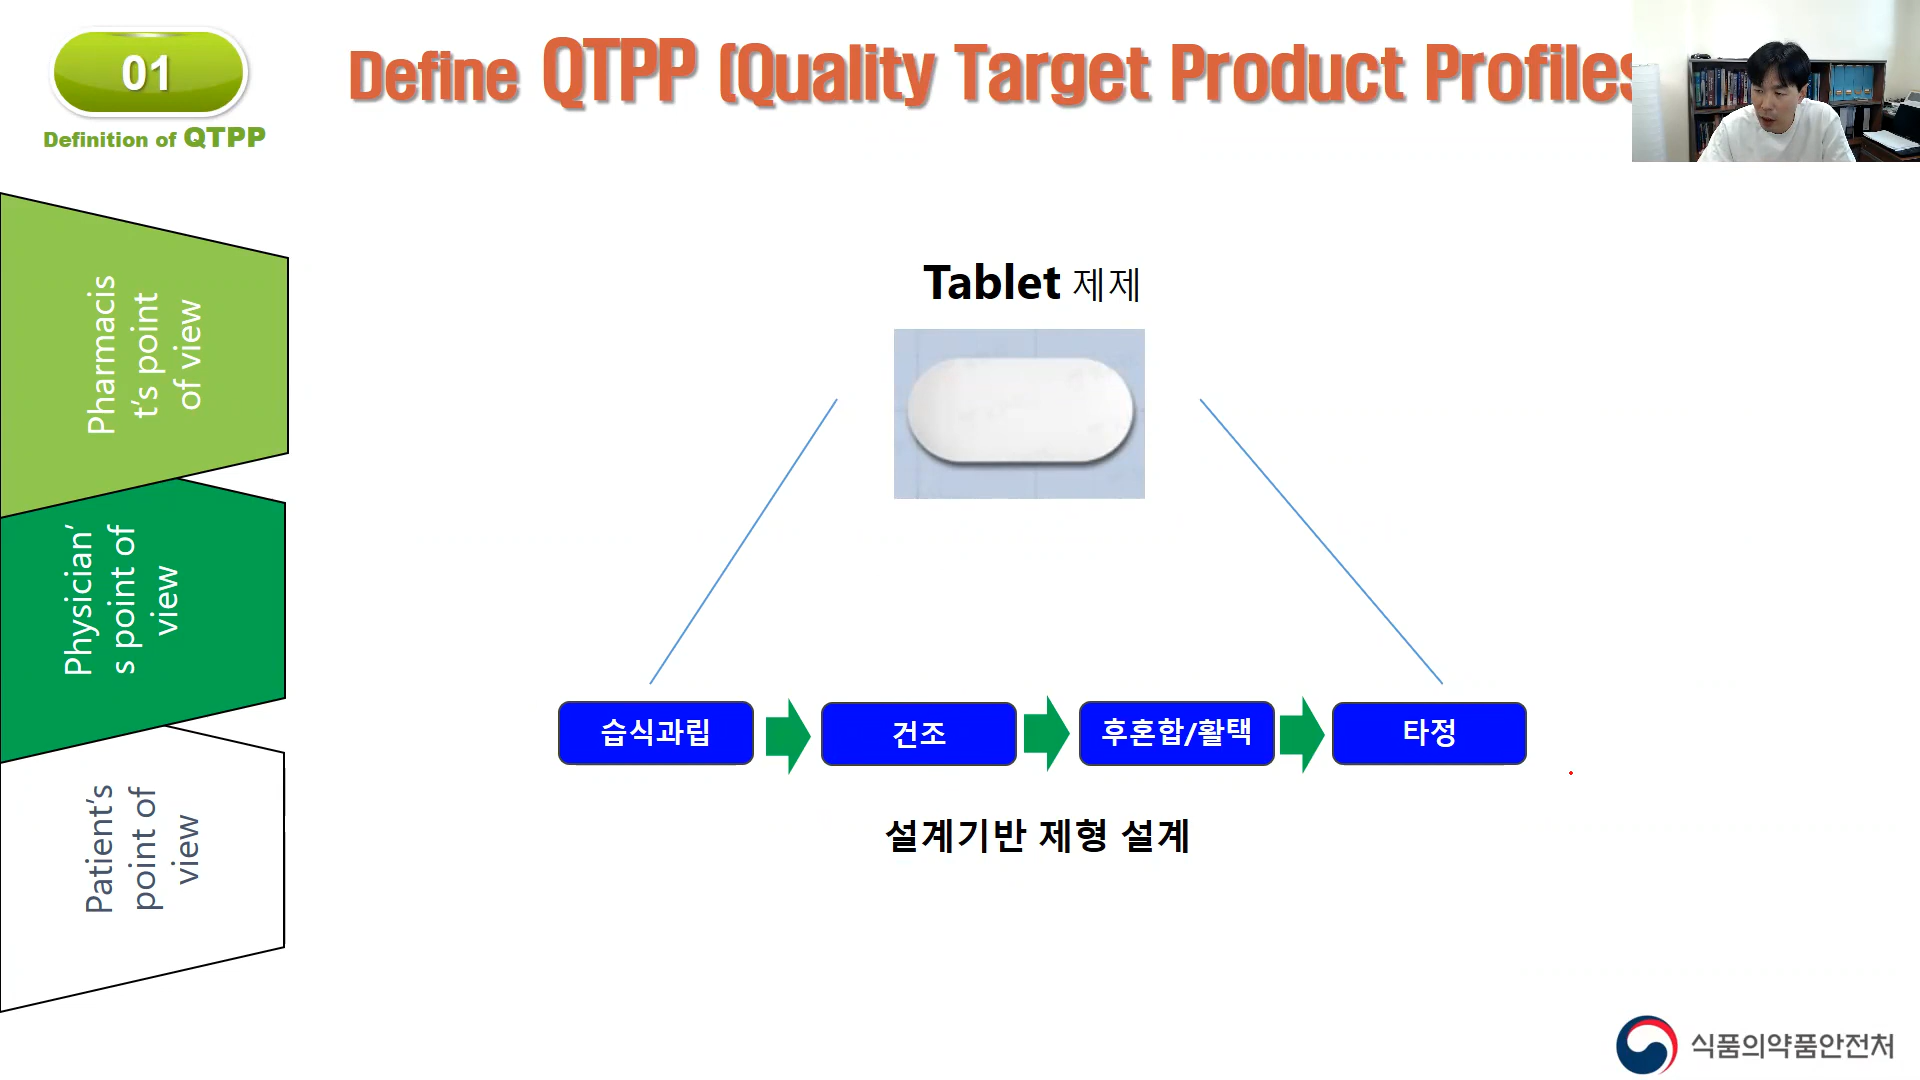 01
Definition of QTPP
Define QTPP (Quality Target Product Profiles
Pharmacis
t's point
of view
Physician'
s point of
view
Patient's
point of
view
Tablet 제제
습식과립
건조
후혼합/활택
타정
설계기반 제형 설계
식품의약품안전처